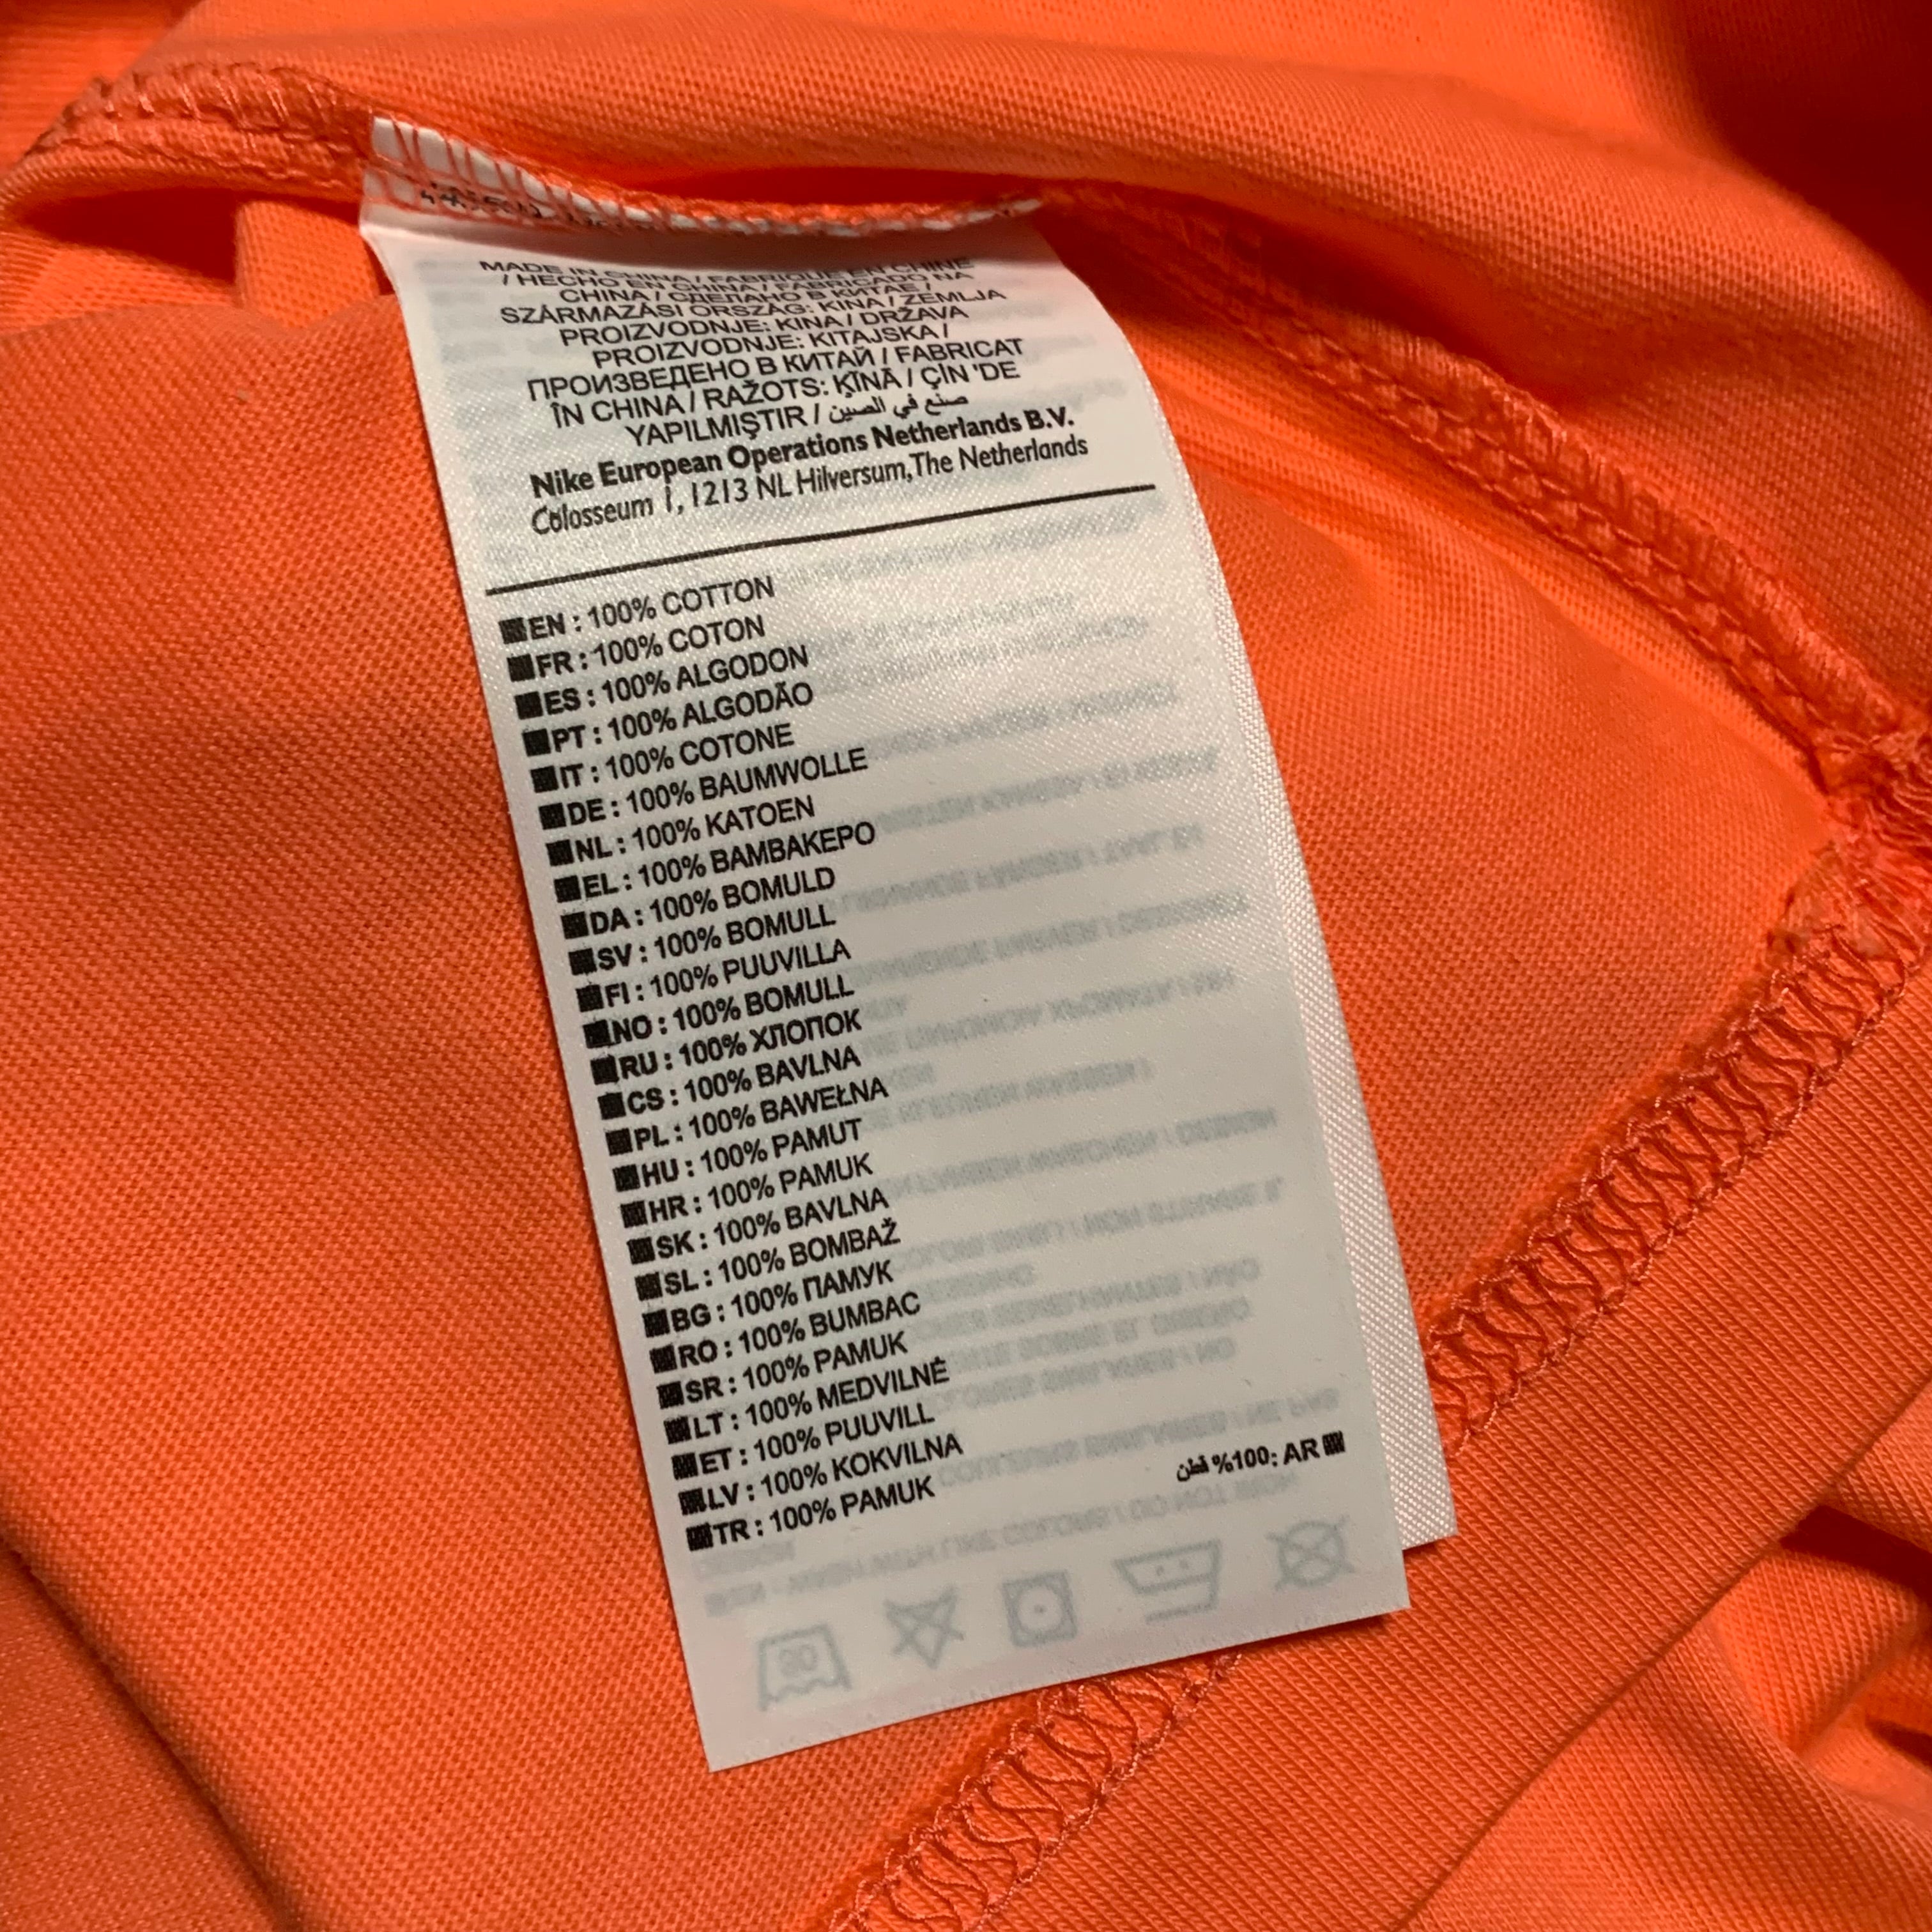 MADE IN CHINA / FABRIQUÉ EN CHINE
/ HECHO EN CHINA / FABRICADO NA
CHINA / СДЕЛАНО В КИТАЕ /
SZÁRMAZÁSI ORSZÁG: KINA / ZEMLJA
PROIZVODNJE: KINA / DRŽAVA
PROIZVODNJE: KITAJSKA /
ПРОИЗВЕДЕНО В КИТАЙ / FABRICAT
ÎN CHINA / RAŽOTS: ĶĪNĀ / ÇİN 'DE
YAPILMIŞTIR / صنع في الصين
Nike European Operations Netherlands B.V.
Colosseum 1, 1213 NL Hilversum,The Netherlands
EN : 100% COTTON
FR : 100% COTON
ES : 100% ALGODON
PT : 100% ALGODÃO
IT : 100% COTONE
DE : 100% BAUMWOLLE
NL : 100% KATOEN
EL : 100% BAMBAKEPO
DA : 100% BOMULD
SV : 100% BOMULL
FI : 100% PUUVILLA
NO : 100% BOMULL
RU : 100% ХЛОПОК
CS : 100% BAVLNA
PL : 100% BAWEŁNA
HU : 100% PAMUT
HR : 100% PAMUK
SK : 100% BAVLNA
SL : 100% BOMBAŽ
BG : 100% ПАМУК
RO : 100% BUMBAC
SR : 100% PAMUK
LT : 100% MEDVILNĖ
ET : 100% PUUVILL
LV : 100% KOKVILNA
TR : 100% PAMUK
قطن %100: AR